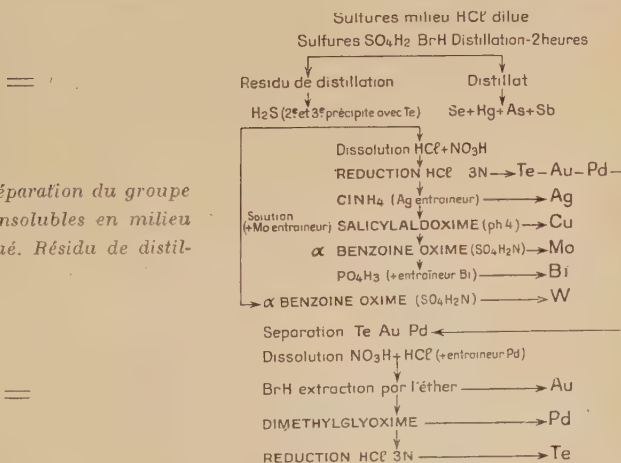 Sulfures milieu HCl dilue
Sulfures SO4H2 BrH Distillation-2heures
Residu de distillation Distillat
H2S (2e et 3e précipite avec Te) Se+Hg+As+Sb
Dissolution HCl+NO3H
REDUCTION HCl 3N → Te-Au-Pd
ClNH4 (Ag entraineur) → Ag
Solution (+Mo entraineur) SALICYLALDOXIME (ph4) → Cu
α BENZOINE OXIME (SO4H2N) → Mo
PO4H3 (+entraîneur Bi) → Bi
α BENZOINE OXIME (SO4H2N) → W
Separation Te Au Pd
Dissolution NO3H+HCl (+entraineur Pd)
BrH extraction par l'éther → Au
DIMETHYLGLYOXIME → Pd
REDUCTION HCl 3N → Te
éparation du groupe
nsolubles en milieu
ué. Résidu de distil-